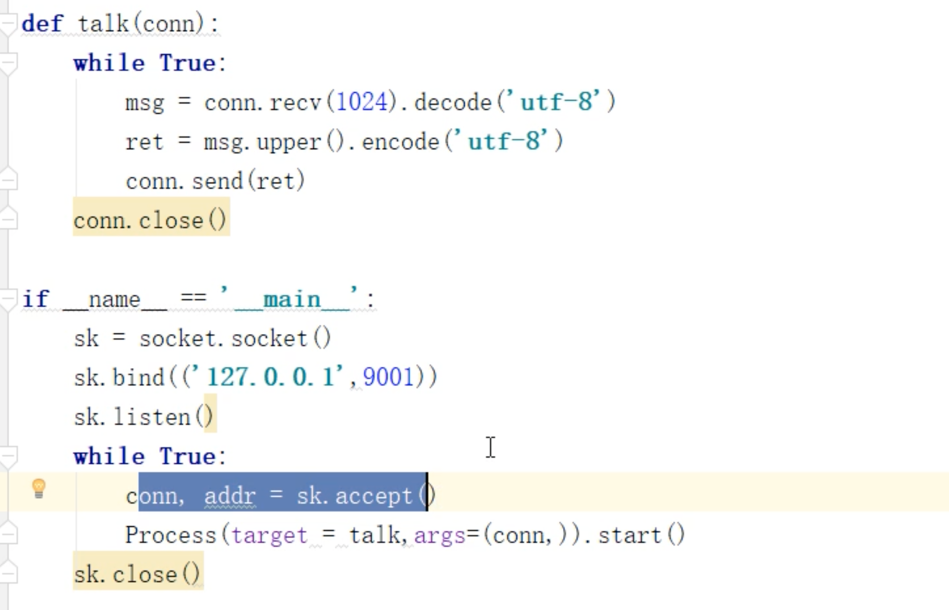 def talk(conn):
    while True:
        msg = conn.recv(1024).decode('utf-8')
        ret = msg.upper().encode('utf-8')
        conn.send(ret)
    conn.close()

if __name__ == '__main__':
    sk = socket.socket()
    sk.bind(('127.0.0.1',9001))
    sk.listen()
    while True:
        conn, addr = sk.accept()
        Process(target = talk,args=(conn,)).start()
    sk.close()